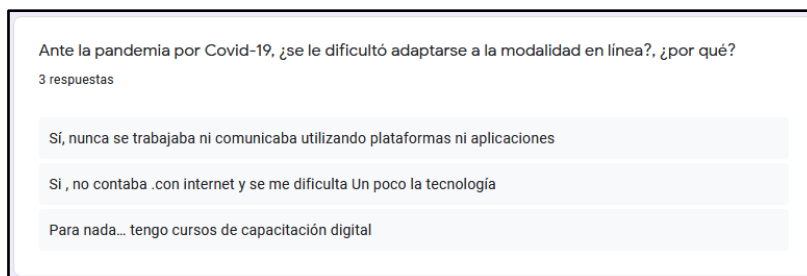 Ante la pandemia por Covid-19, ¿se le dificultó adaptarse a la modalidad en línea?, ¿por qué?
3 respuestas
Sí, nunca se trabajaba ni comunicaba utilizando plataformas ni aplicaciones
Si , no contaba .con internet y se me dificulta Un poco la tecnología
Para nada... tengo cursos de capacitación digital